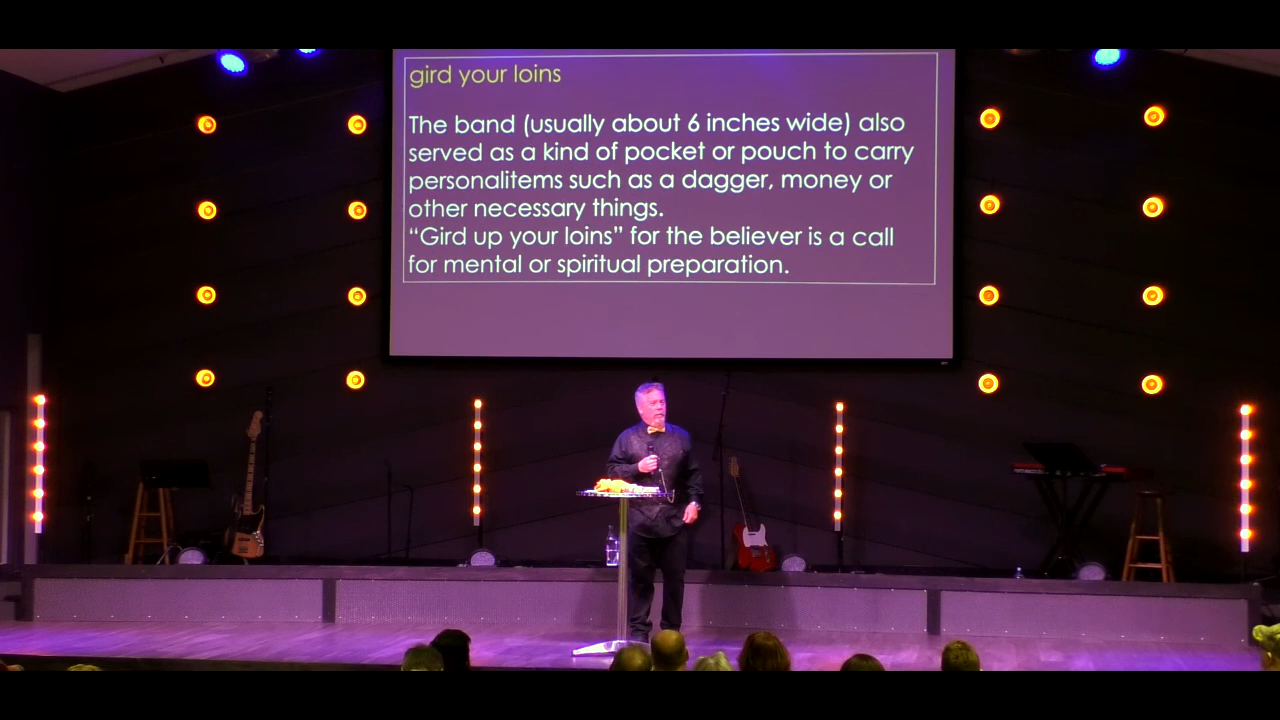 gird your loins
The band (usually about 6 inches wide) also
served as a kind of pocket or pouch to carry
personalitems such as a dagger, money or
other necessary things.
“Gird up your loins” for the believer is a call
for mental or spiritual preparation.